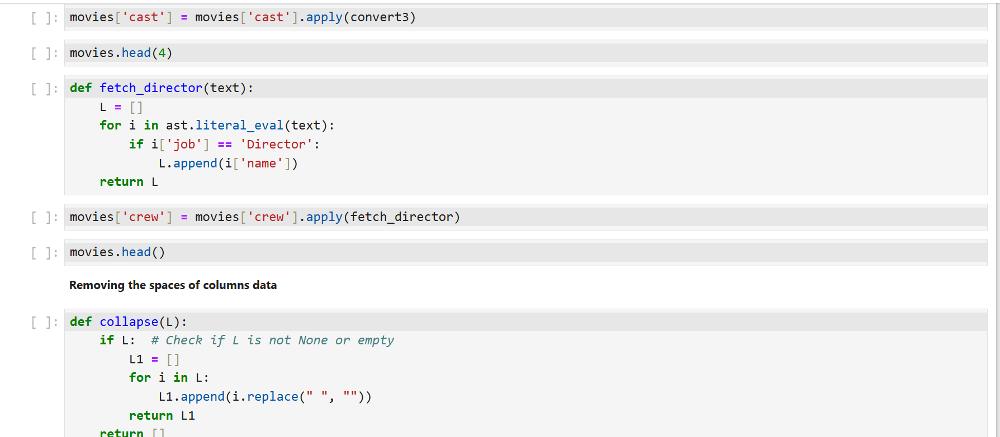 [ ]: movies['cast'] = movies['cast'].apply(convert3)
[ ]: movies.head(4)
[ ]: def fetch_director(text):
    L = []
    for i in ast.literal_eval(text):
        if i['job'] == 'Director':
            L.append(i['name'])
    return L
[ ]: movies['crew'] = movies['crew'].apply(fetch_director)
[ ]: movies.head()
Removing the spaces of columns data
[ ]: def collapse(L):
    if L:  # Check if L is not None or empty
        L1 = []
        for i in L:
            L1.append(i.replace(" ", ""))
        return L1
    return []